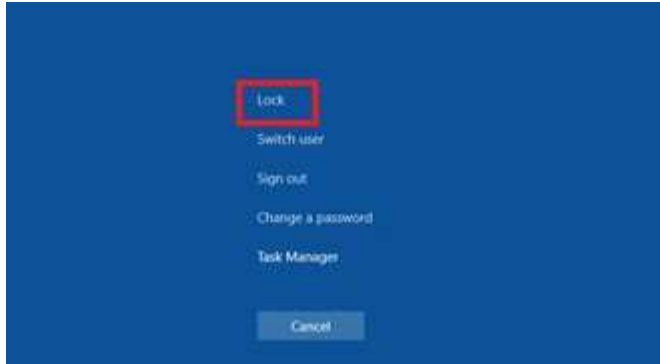 Lock
Switch user
Sign out
Change a password
Task Manager
Cancel